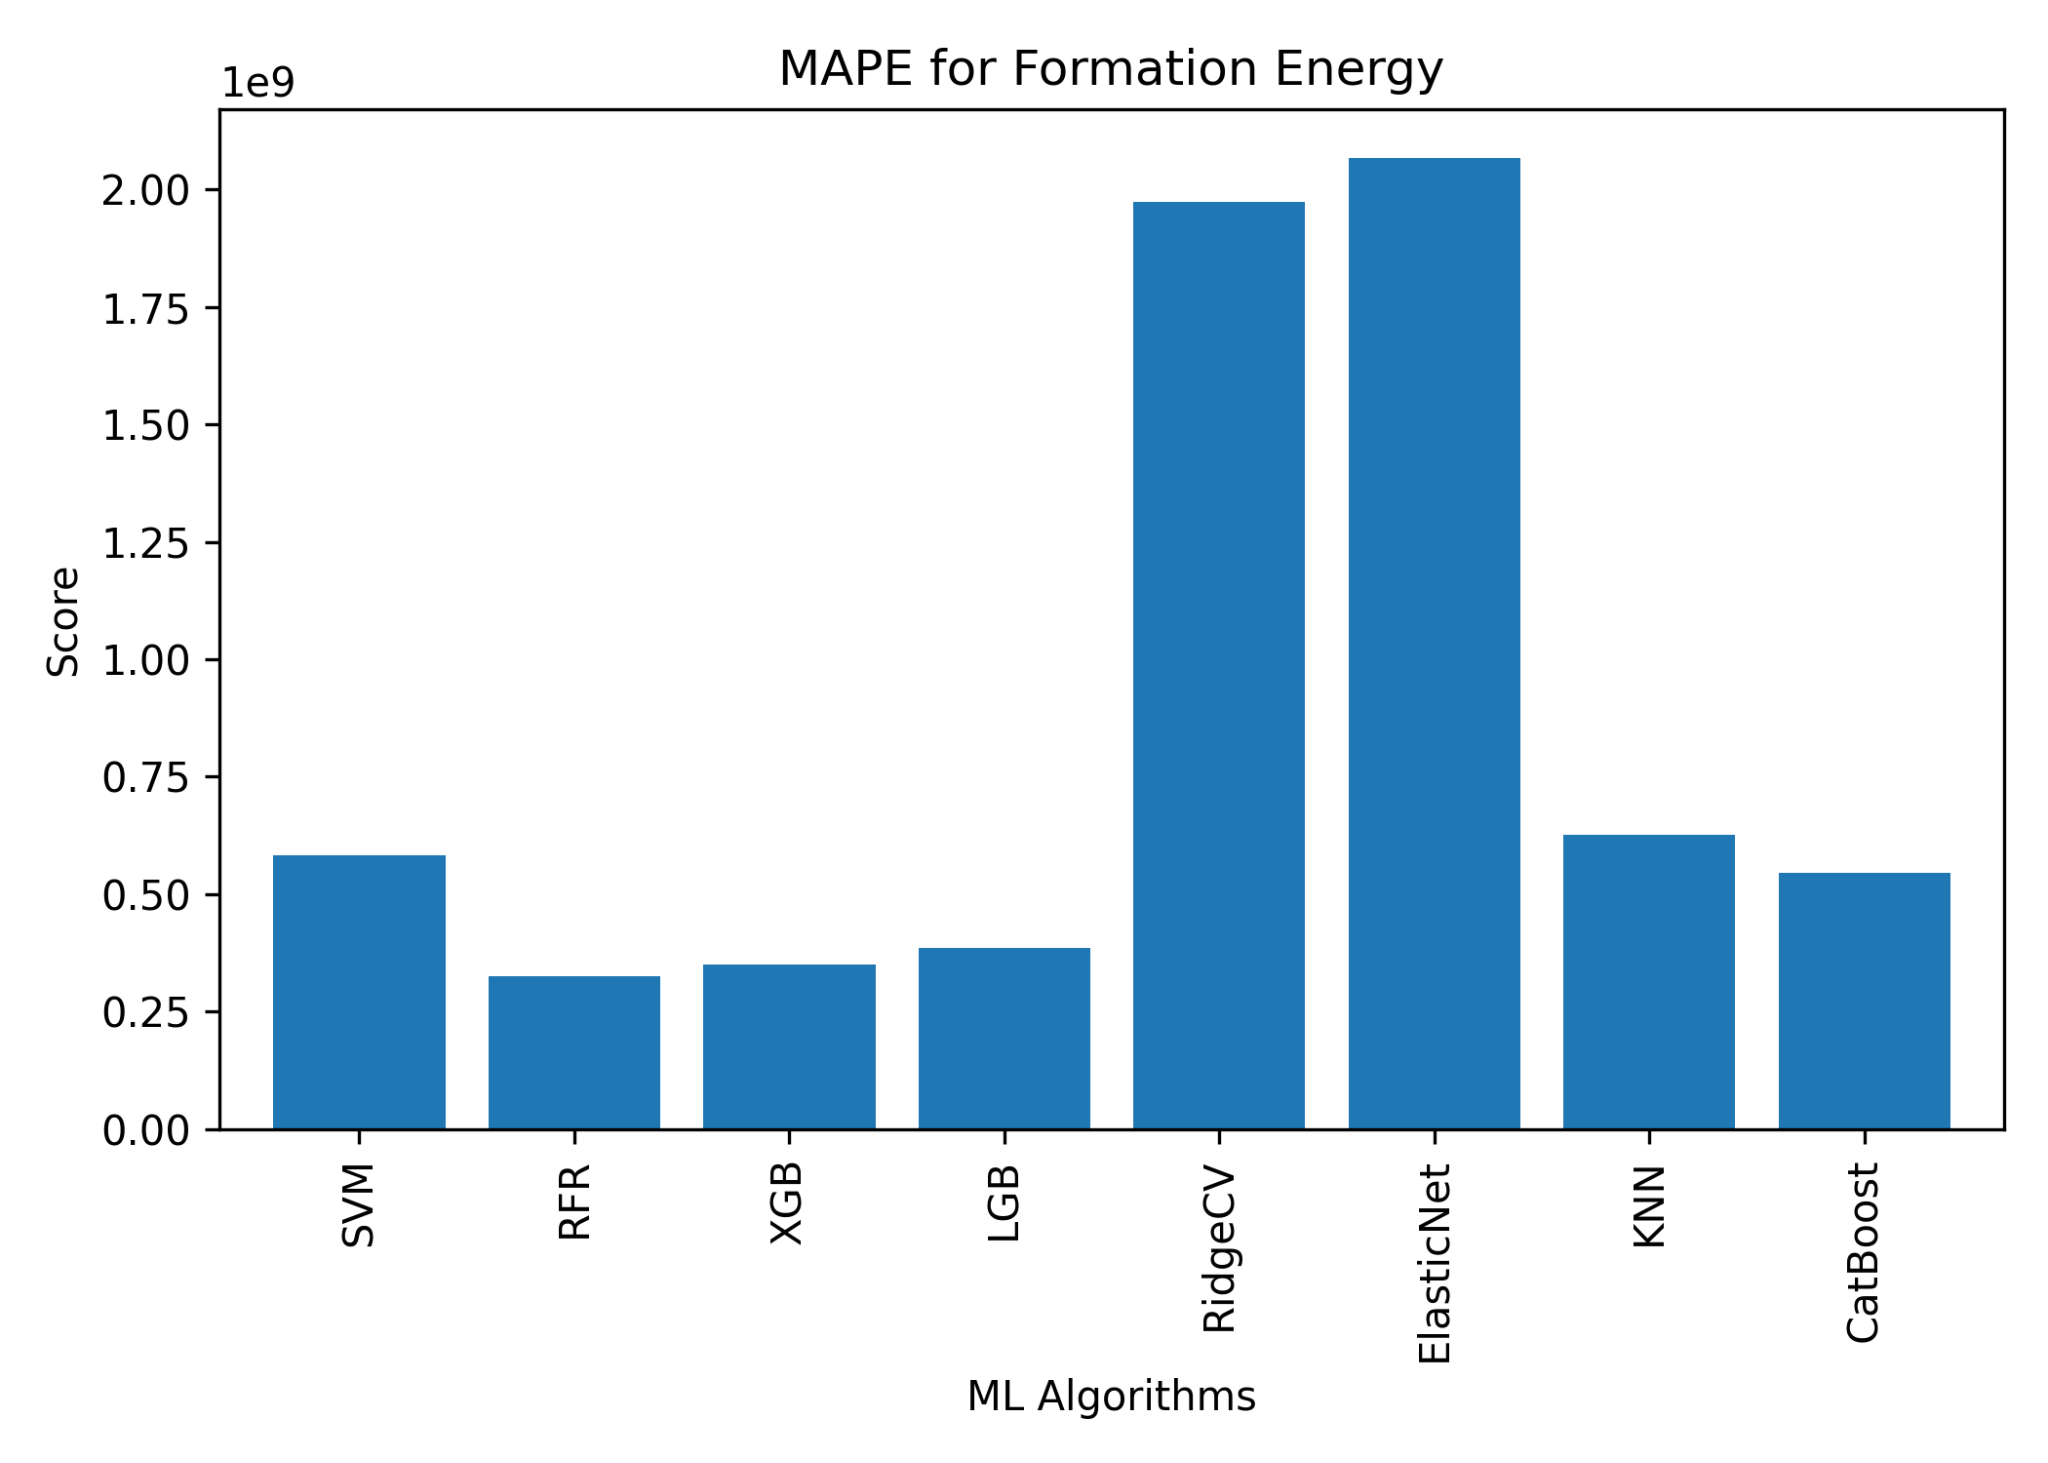 MAPE for Formation Energy
1e9
2.00
1.75
1.50
1.25
1.00
0.75
0.50
0.25
0.00
Score
SVM
RFR
XGB
LGB
RidgeCV
ElasticNet
KNN
CatBoost
ML Algorithms